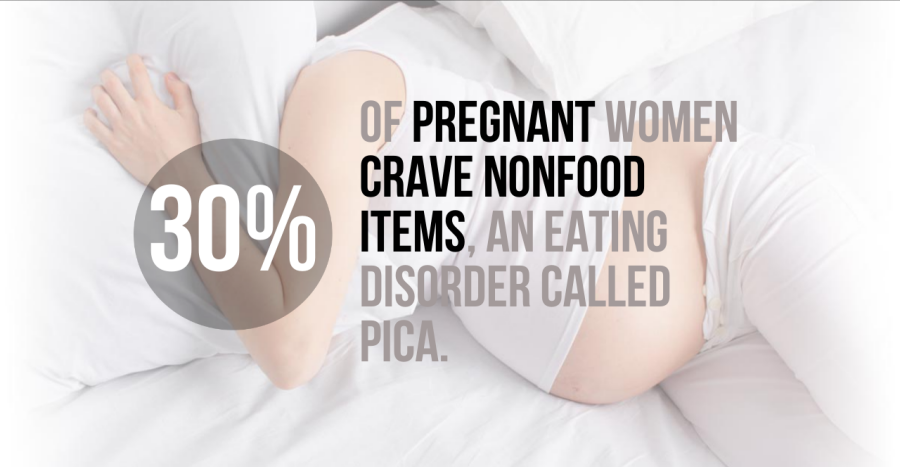 30%
OF PREGNANT WOMEN
CRAVE NONFOOD
ITEMS, AN EATING
DISORDER CALLED
PICA.